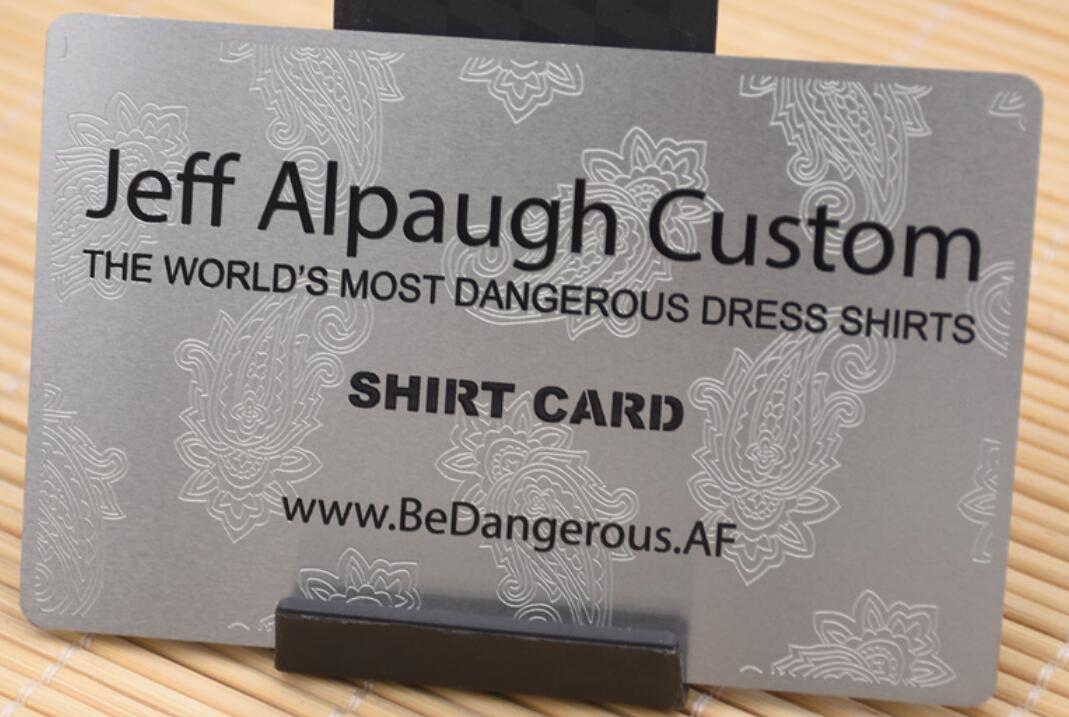 Jeff Alpaugh Custom
THE WORLD'S MOST DANGEROUS DRESS SHIRTS
SHIRT CARD
www.BeDangerous.AF